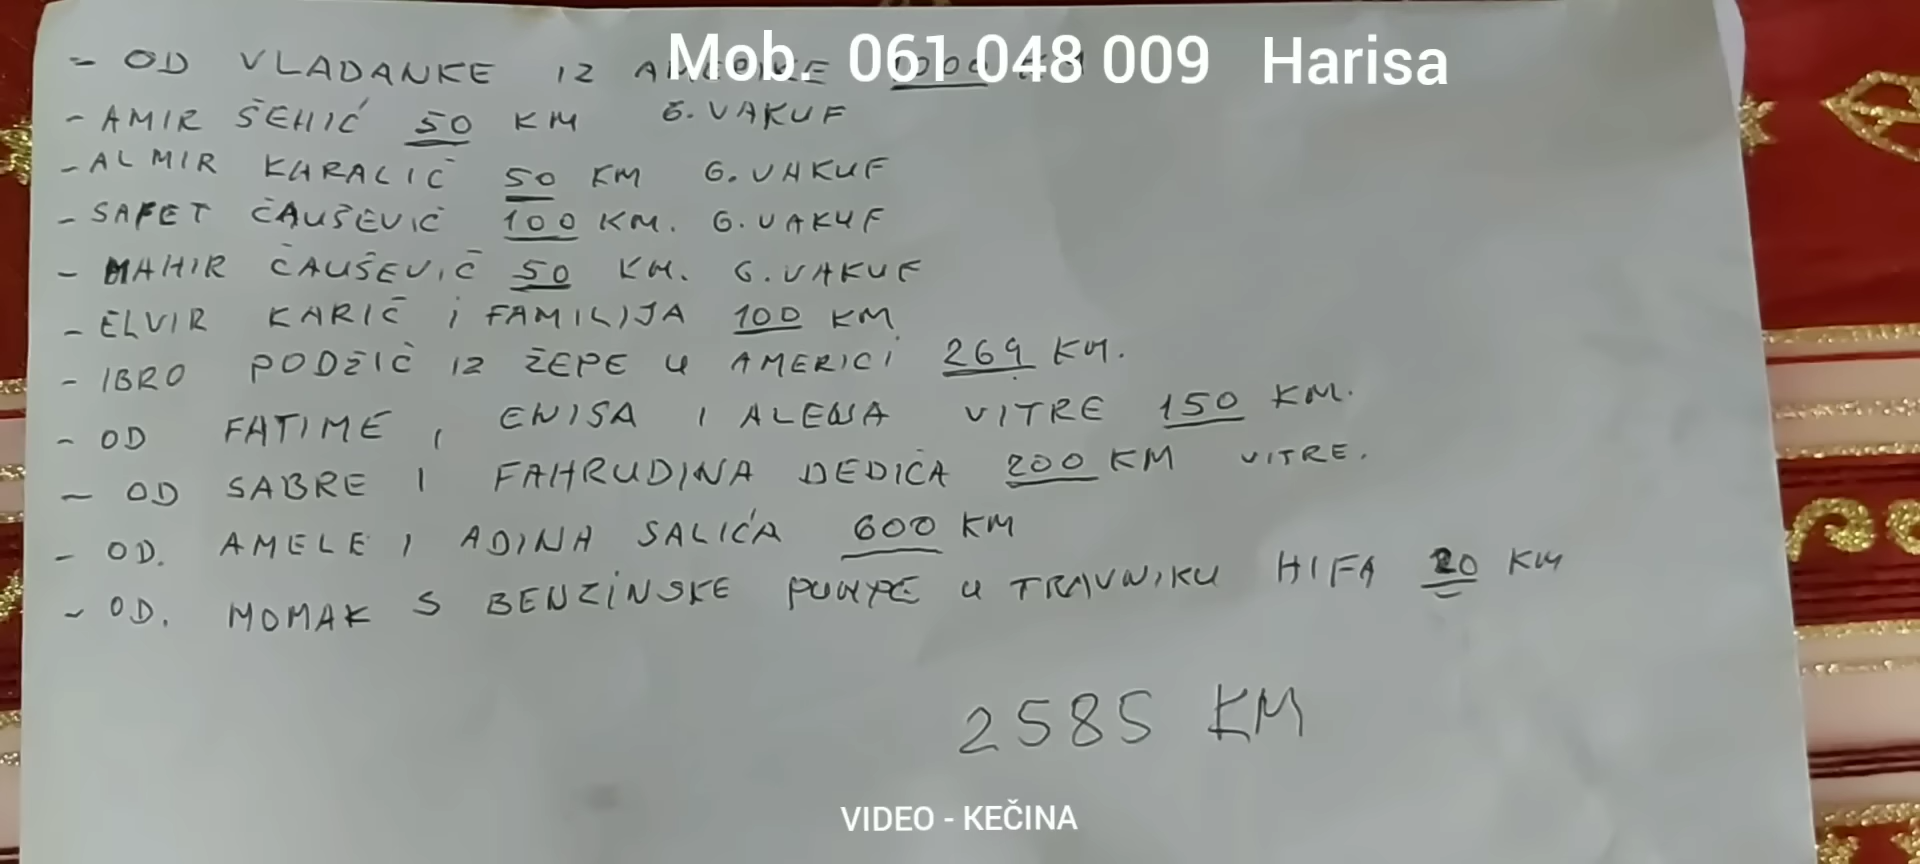 Mob. 061 048 009 Harisa
- OD VLADANKE IZ AMERIKE 1000 KM
- AMIR ŠEHIĆ 50 KM G. VAKUF
- ALMIR KARALIĆ 50 KM G. VAKUF
- SAFET ČAUŠEVIĆ 100 KM. G. VAKUF
- MAHIR ČAUŠEVIĆ 50 KM. G. VAKUF
- ELVIR KARIĆ i FAMILIJA 100 KM
- IBRO PODŽIĆ IZ ŽEPE U AMERICI 269 KM.
- OD FATIME, ENISA I ALENA VITRE 150 KM.
- OD SABRE I FAHRUDINA DEDIĆA 200 KM VITRE.
- OD. AMELE I ADINA SALIĆA 600 KM
- OD. MOMAK S BENZINSKE PUMPE U TRAVNIKU HIFA 20 KM
2585 KM
VIDEO - KEČINA